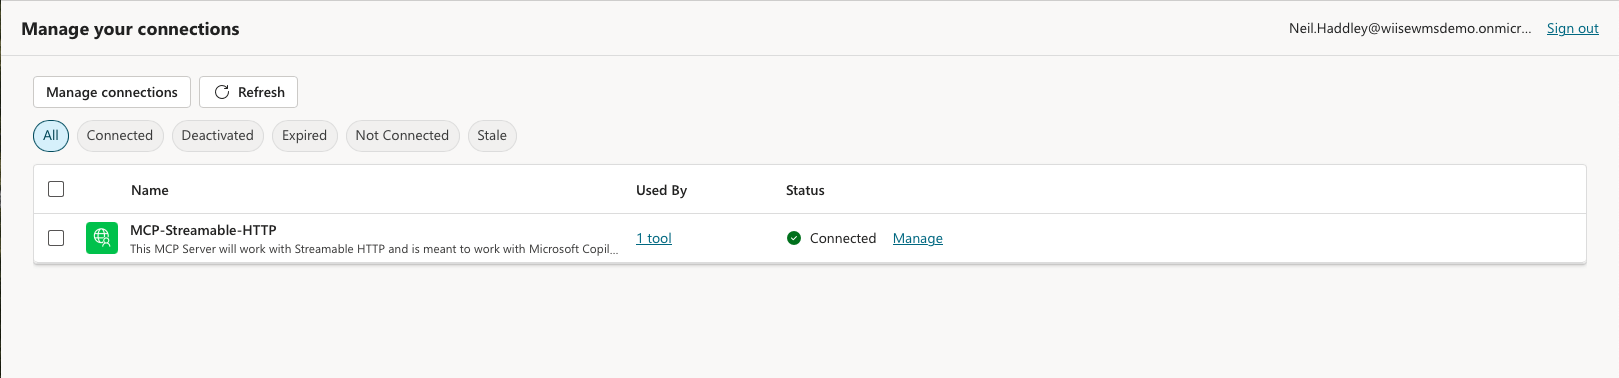 Manage your connections
Neil.Haddley@wiisewmsdemo.onmicr... Sign out
Manage connections Refresh
All Connected Deactivated Expired Not Connected Stale
Name Used By Status
MCP-Streamable-HTTP
This MCP Server will work with Streamable HTTP and is meant to work with Microsoft Copil...
1 tool Connected Manage